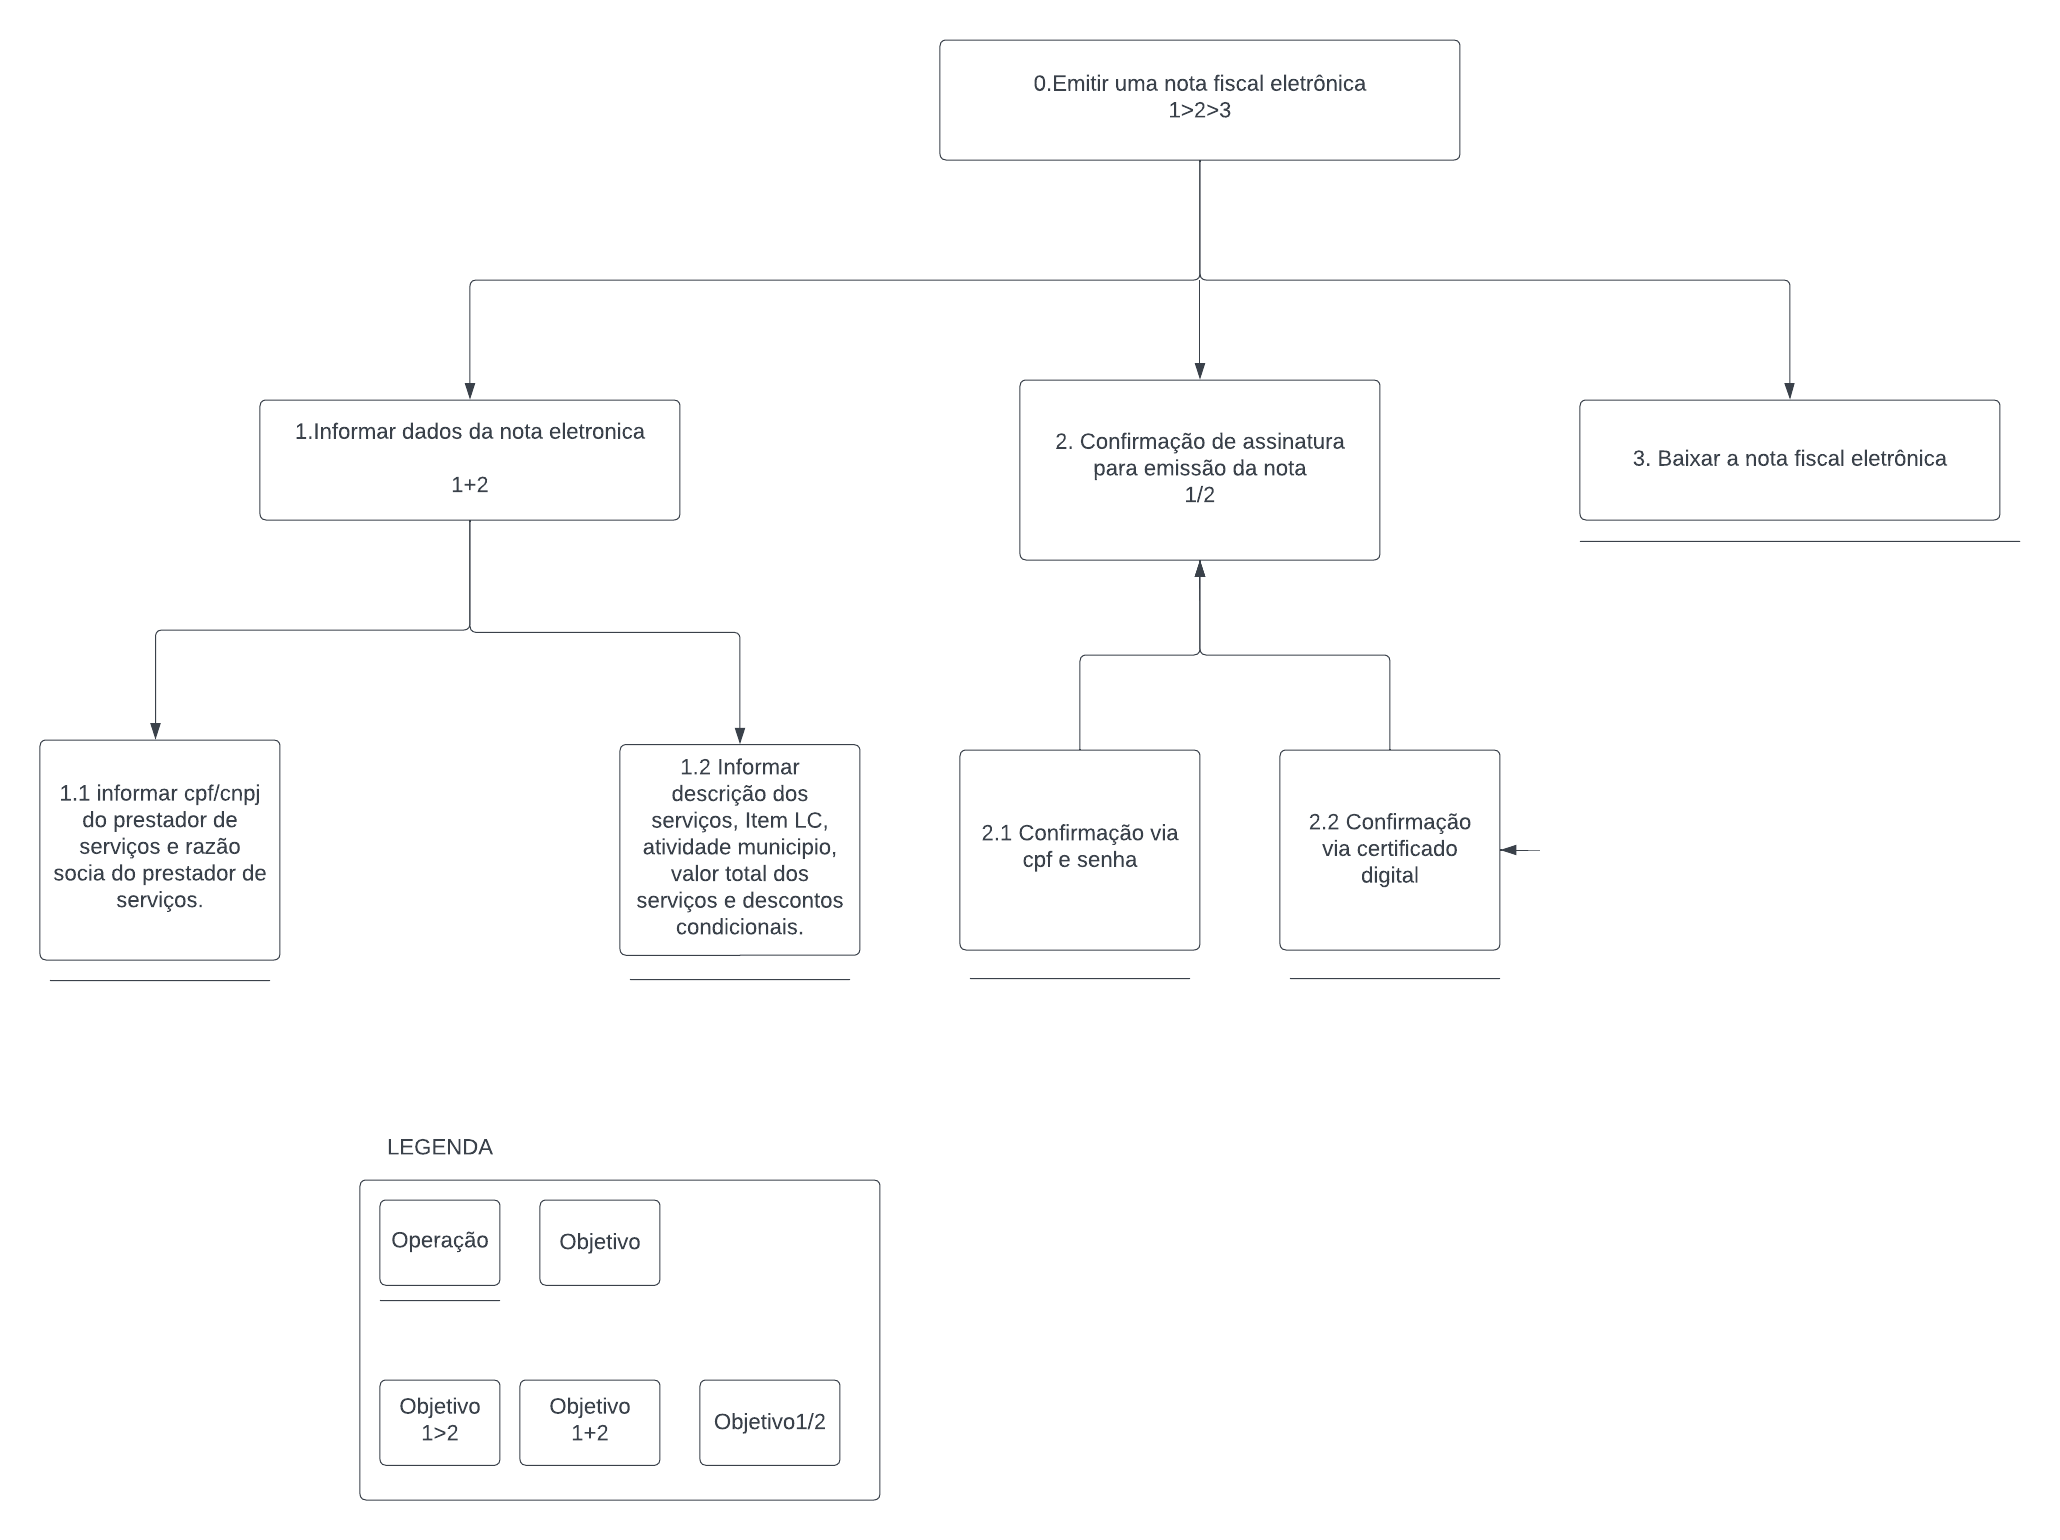 0.Emitir uma nota fiscal eletrônica
1>2>3
1.Informar dados da nota eletronica
1+2
2. Confirmação de assinatura
para emissão da nota
1/2
3. Baixar a nota fiscal eletrônica
1.1 informar cpf/cnpj
do prestador de
serviços e razão
socia do prestador de
serviços.
1.2 Informar
descrição dos
serviços, Item LC,
atividade municipio,
valor total dos
serviços e descontos
condicionais.
2.1 Confirmação via
cpf e senha
2.2 Confirmação
via certificado
digital
LEGENDA
Operação
Objetivo
Objetivo
1>2
Objetivo
1+2
Objetivo1/2